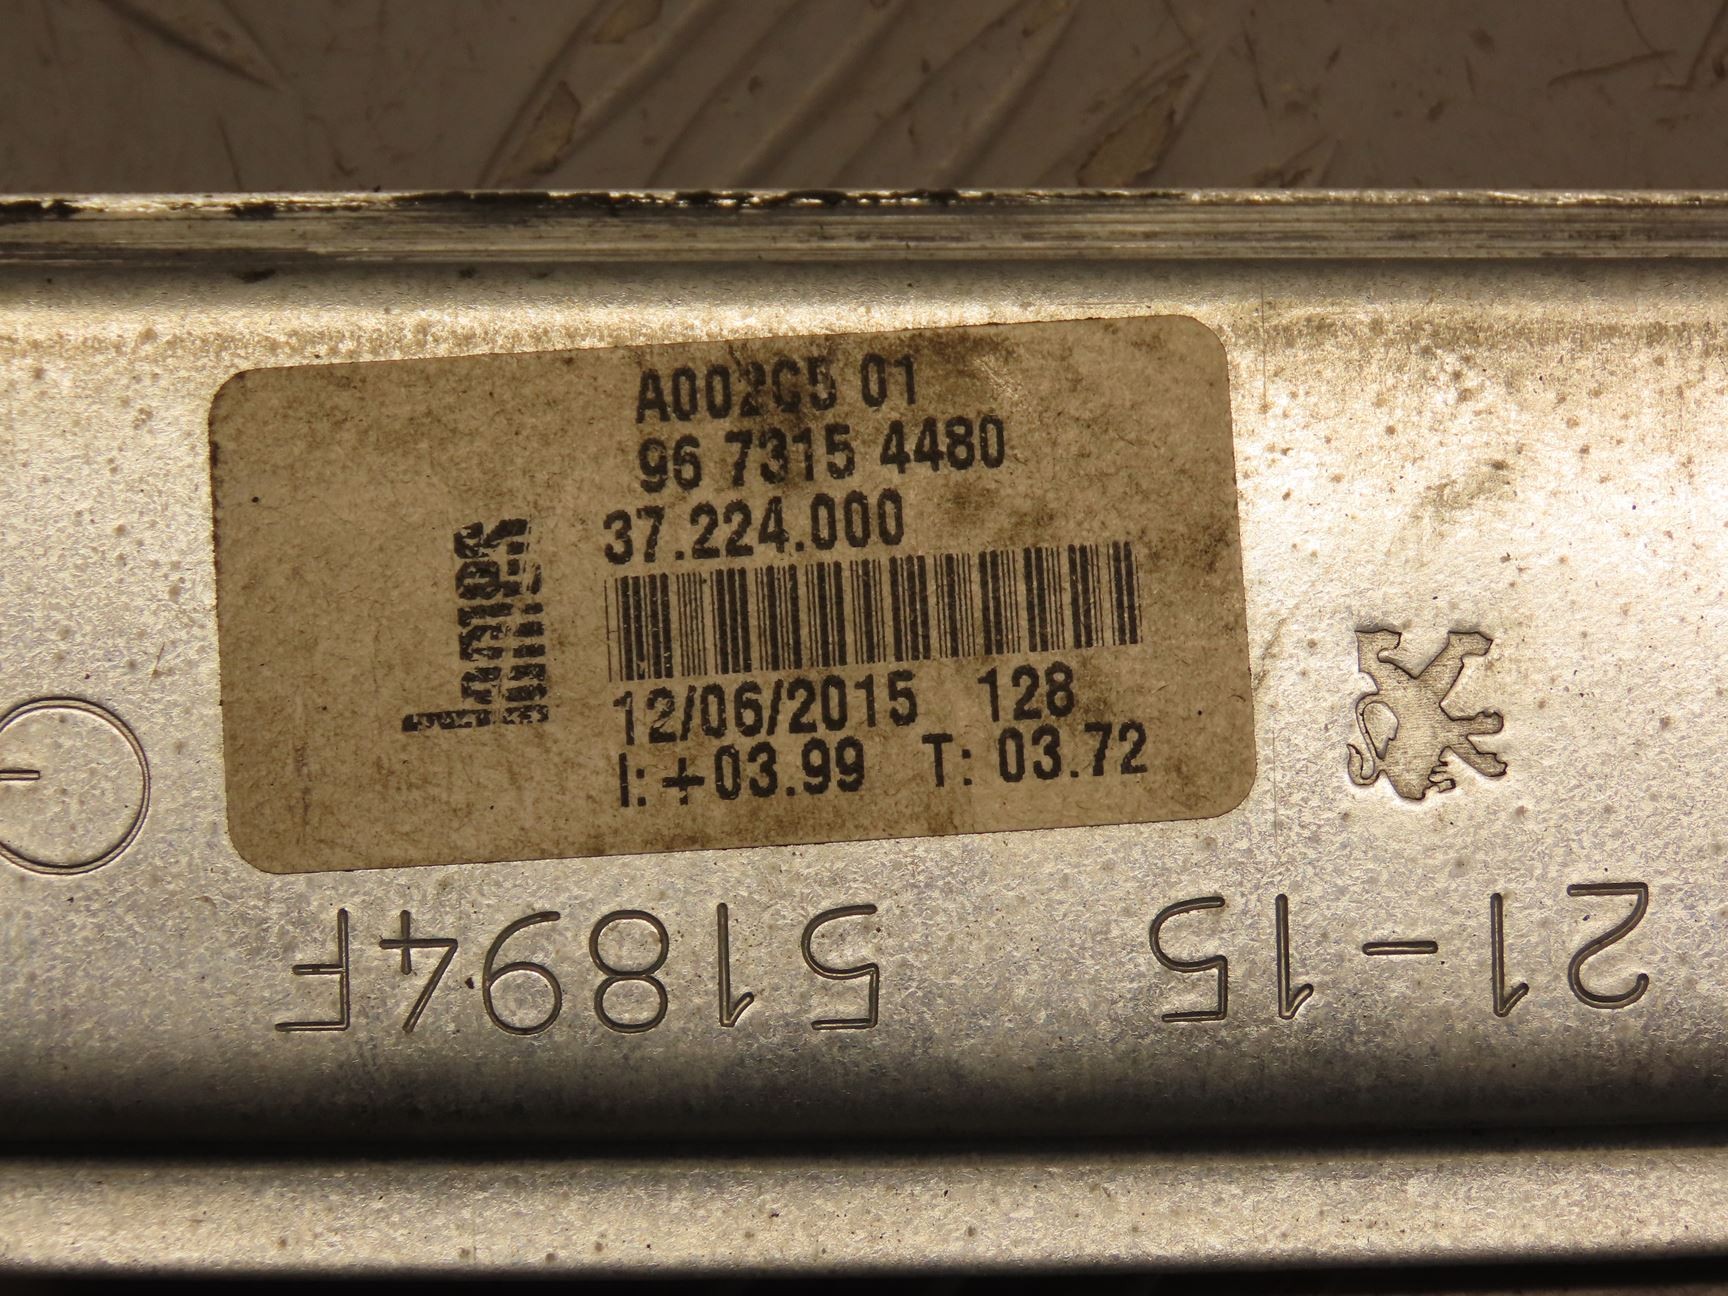 A002C5 01
96 7315 4480
37.224.000
12/06/2015 128
I: +03.99 T: 03.72
21-15 51894F